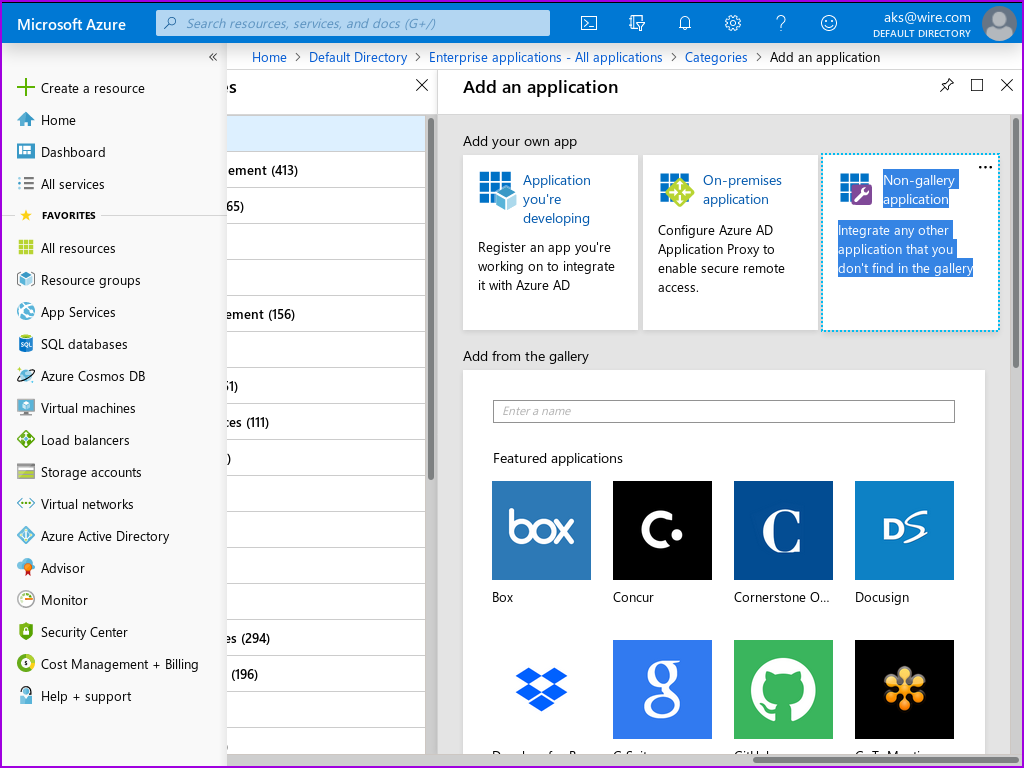 Microsoft Azure
Search resources, services, and docs (G+/)
aks@wire.com
DEFAULT DIRECTORY
Home > Default Directory > Enterprise applications - All applications > Categories > Add an application
«
Create a resource
Home
Dashboard
All services
FAVORITES
All resources
Resource groups
App Services
SQL databases
Azure Cosmos DB
Virtual machines
Load balancers
Storage accounts
Virtual networks
Azure Active Directory
Advisor
Monitor
Security Center
Cost Management + Billing
Help + support
es
ement (413)
65)
ement (156)
51)
ces (111)
)
es (294)
(196)
Add an application
Add your own app
Application
you're
developing
Register an app you're
working on to integrate
it with Azure AD
On-premises
application
Configure Azure AD
Application Proxy to
enable secure remote
access.
Non-gallery
application
Integrate any other
application that you
don't find in the gallery
Add from the gallery
Enter a name
Featured applications
box
C.
C
DS
Box
Concur
Cornerstone O...
Docusign
g